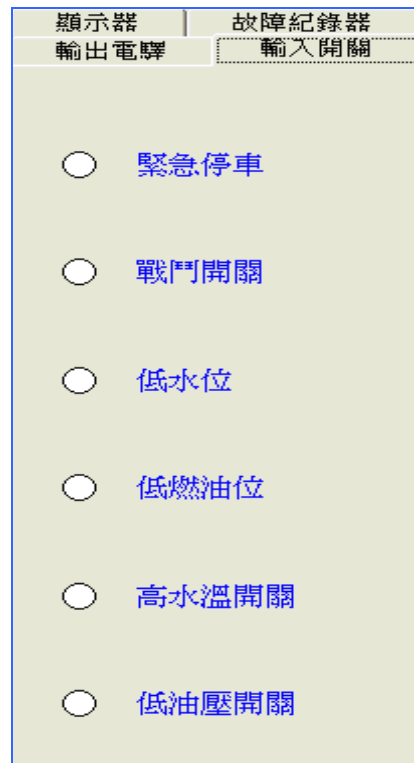 顯示器 故障紀錄器
輸出電驛 輸入開關
緊急停車
戰鬥開關
低水位
低燃油位
高水溫開關
低油壓開關